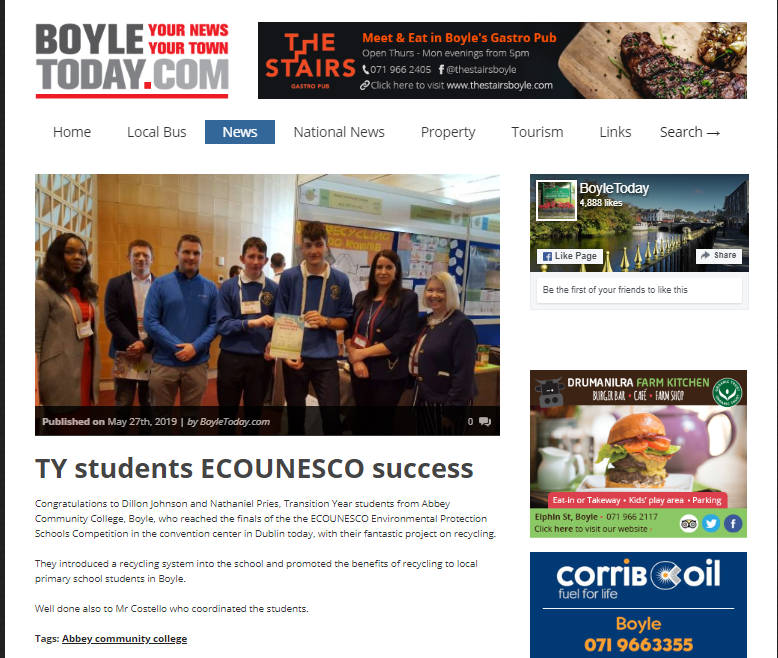 BOYLE YOUR NEWS
YOUR TOWN
TODAY.COM
THE
STAIRS
GASTRO PUB
Meet & Eat in Boyle's Gastro Pub
Open Thurs - Mon evenings from 5pm
071 966 2405 @thestairsboyle
Click here to visit www.thestairsboyle.com
Home Local Bus News National News Property Tourism Links Search →
RECYCLING
Published on May 27th, 2019 | by BoyleToday.com
0
TY students ECOUNESCO success
Congratulations to Dillon Johnson and Nathaniel Pries, Transition Year students from Abbey
Community College, Boyle, who reached the finals of the the ECOUNESCO Environmental Protection
Schools Competition in the convention center in Dublin today, with their fantastic project on recycling.
They introduced a recycling system into the school and promoted the benefits of recycling to local
primary school students in Boyle.
Well done also to Mr Costello who coordinated the students.
Tags: Abbey community college
BoyleToday
4,888 likes
Like Page
Share
Be the first of your friends to like this
DRUMANILRA FARM KITCHEN
BURGER BAR • CAFÉ • FARM SHOP
Eat-in or Takeway • Kids' play area • Parking
Elphin St, Boyle - 071 966 2117
Click here to visit our website -
corrib oil
fuel for life
Boyle
071 9663355